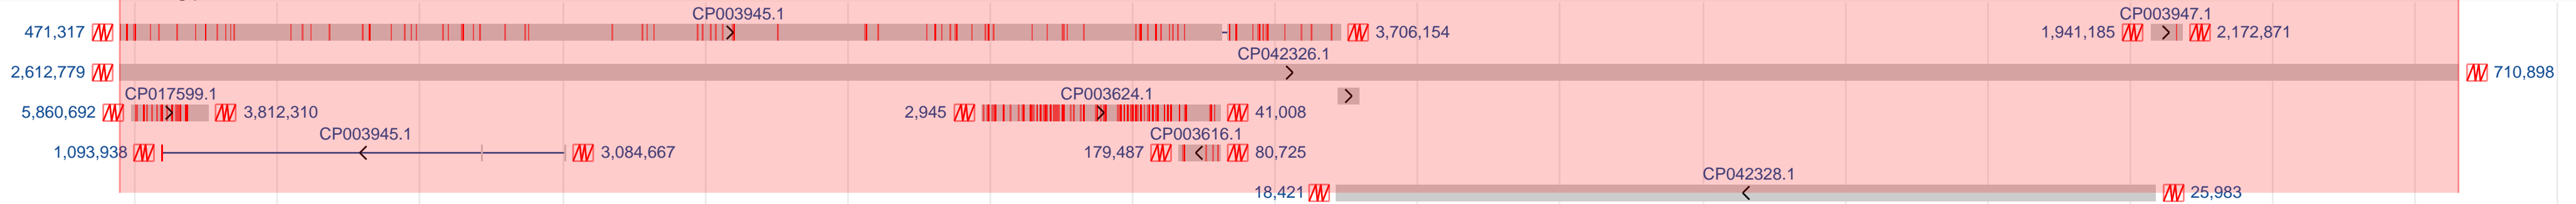 CP003945.1 CP003947.1
471,317 3,706,154 1,941,185 2,172,871
CP042326.1
2,612,779 710,898
CP017599.1 CP003624.1
5,860,692 3,812,310 2,945 41,008
CP003945.1 CP003616.1
1,093,938 3,084,667 179,487 80,725
CP042328.1
18,421 25,983